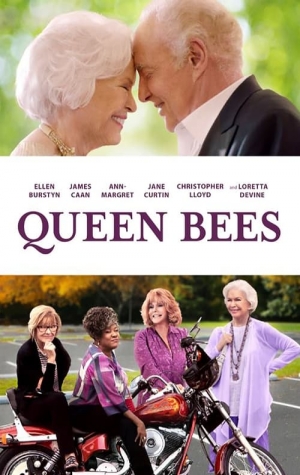 ELLEN BURSTYN JAMES CAAN ANN-MARGRET JANE CURTIN CHRISTOPHER LLOYD and LORETTA DEVINE
QUEEN BEES